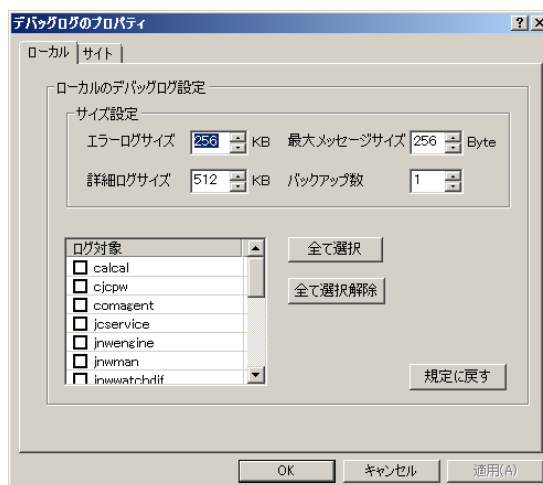 デバッグログのプロパティ
ローカル サイト
ローカルのデバッグログ設定
サイズ設定
エラーログサイズ 256 KB 最大メッセージサイズ 256 Byte
詳細ログサイズ 512 KB バックアップ数 1
ログ対象
全て選択
calcal
cjcpw
全て選択解除
comagent
jcservice
jnwengine
jnwman
規定に戻す
jnwwatchdif
OK キャンセル 適用(A)